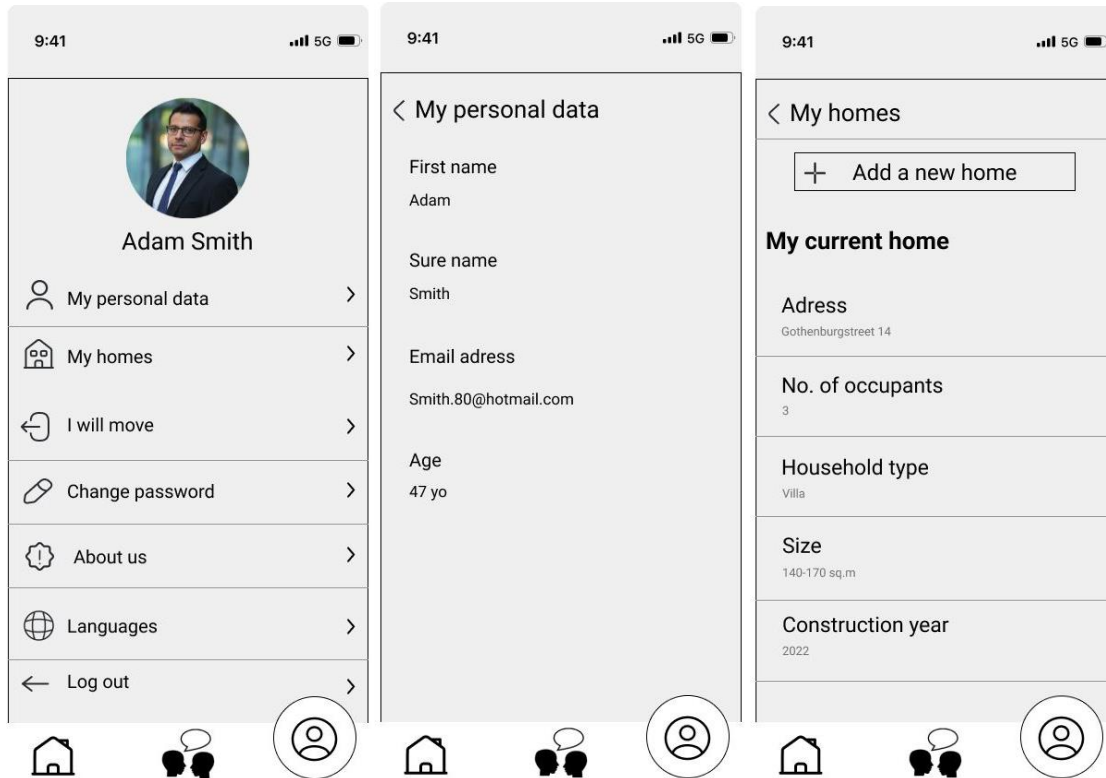 9:41 5G
Adam Smith
My personal data
My homes
I will move
Change password
About us
Languages
Log out
9:41 5G
My personal data
First name
Adam
Sure name
Smith
Email adress
Smith.80@hotmail.com
Age
47 yo
9:41 5G
My homes
Add a new home
My current home
Adress
Gothenburgstreet 14
No. of occupants
3
Household type
Villa
Size
140-170 sq.m
Construction year
2022